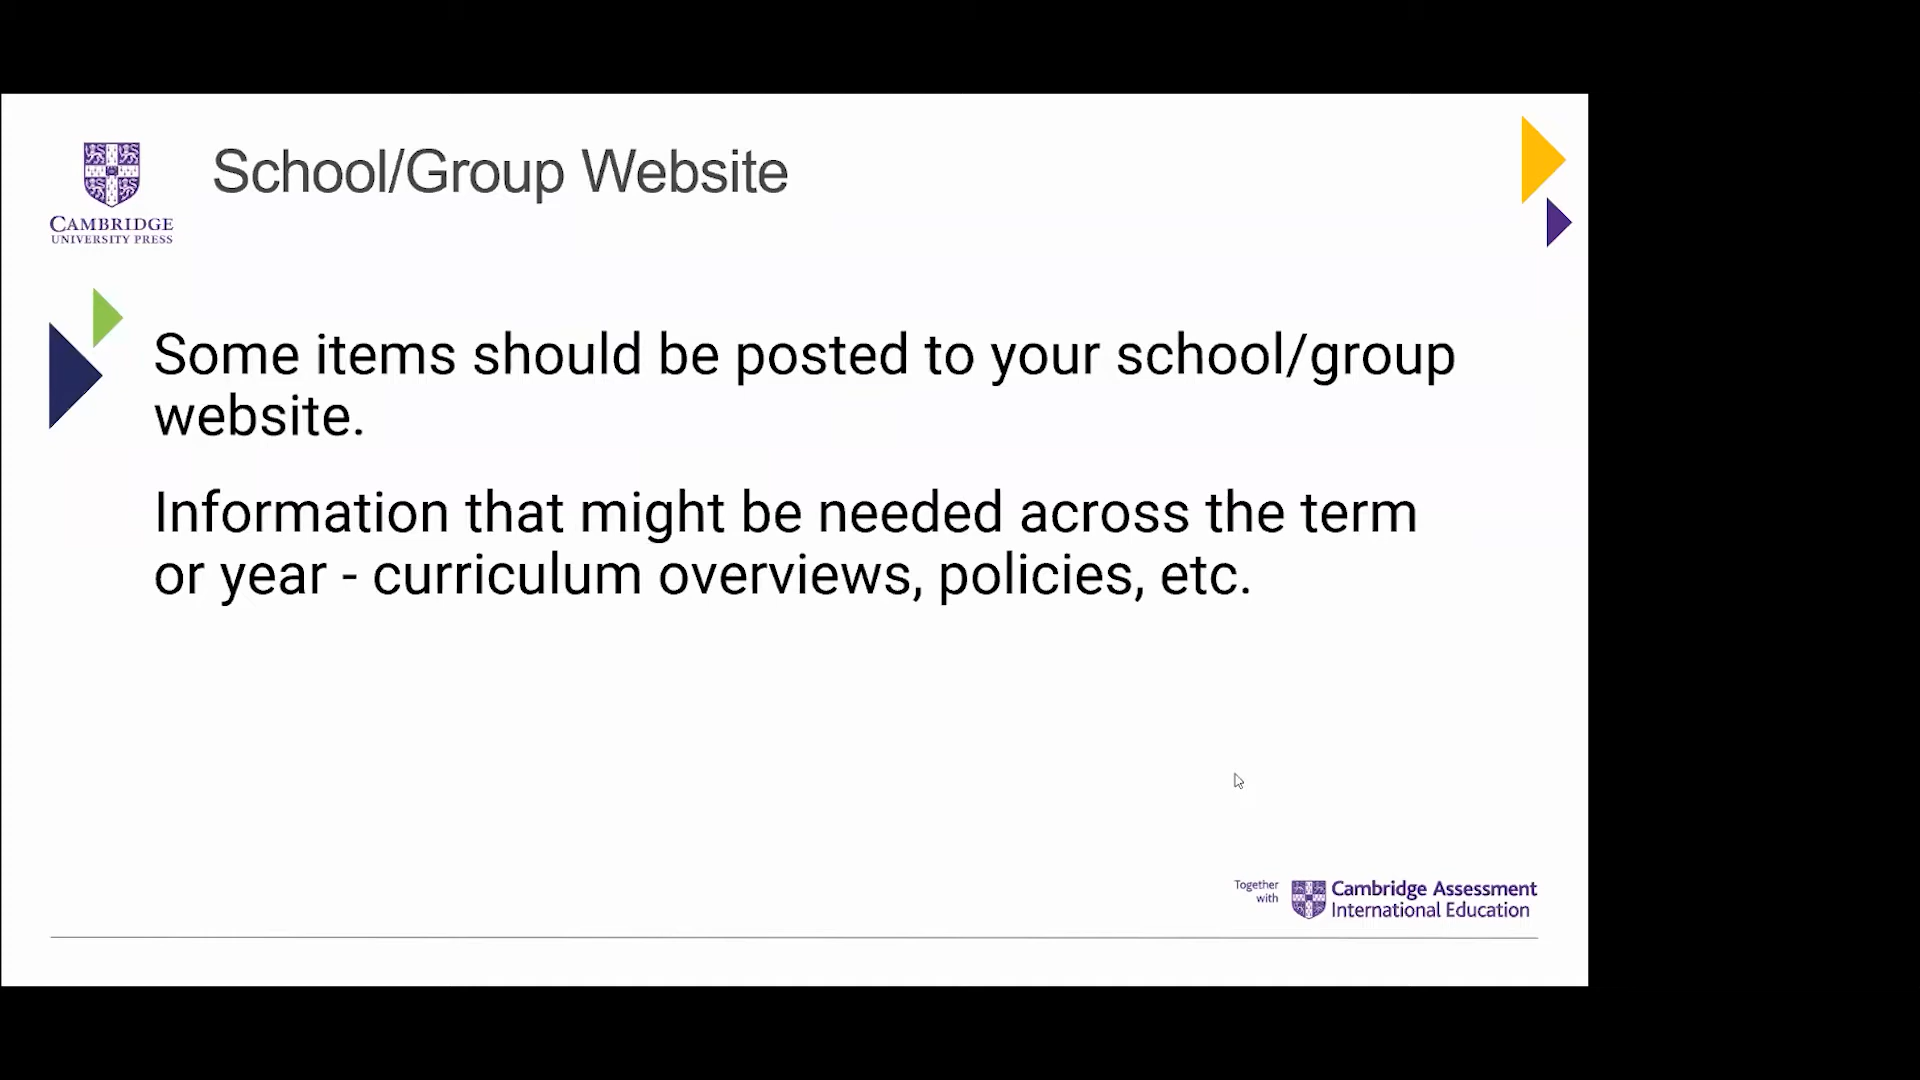 CAMBRIDGE
UNIVERSITY PRESS
School/Group Website
Some items should be posted to your school/group
website.
Information that might be needed across the term
or year - curriculum overviews, policies, etc.
Together
with
Cambridge Assessment
International Education